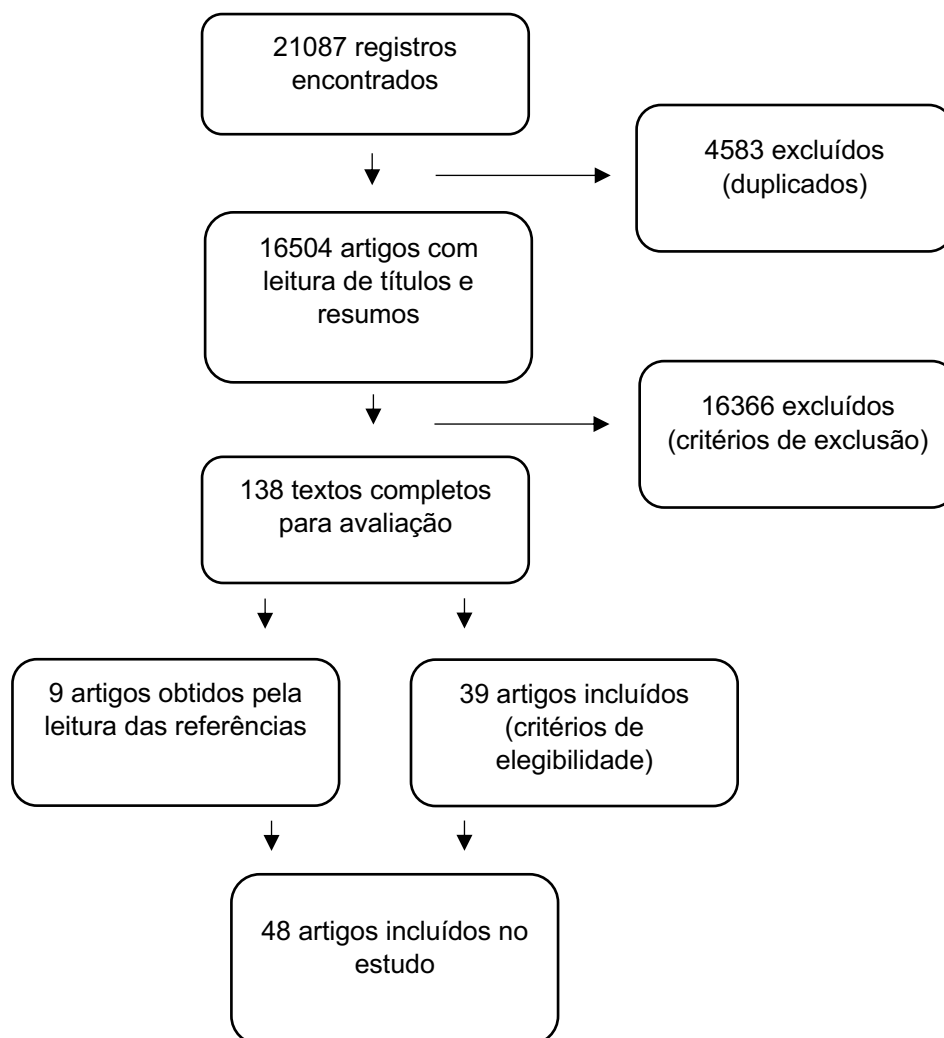 21087 registros
encontrados
4583 excluídos
(duplicados)
16504 artigos com
leitura de títulos e
resumos
16366 excluídos
(critérios de exclusão)
138 textos completos
para avaliação
9 artigos obtidos pela
leitura das referências
39 artigos incluídos
(critérios de
elegibilidade)
48 artigos incluídos no
estudo